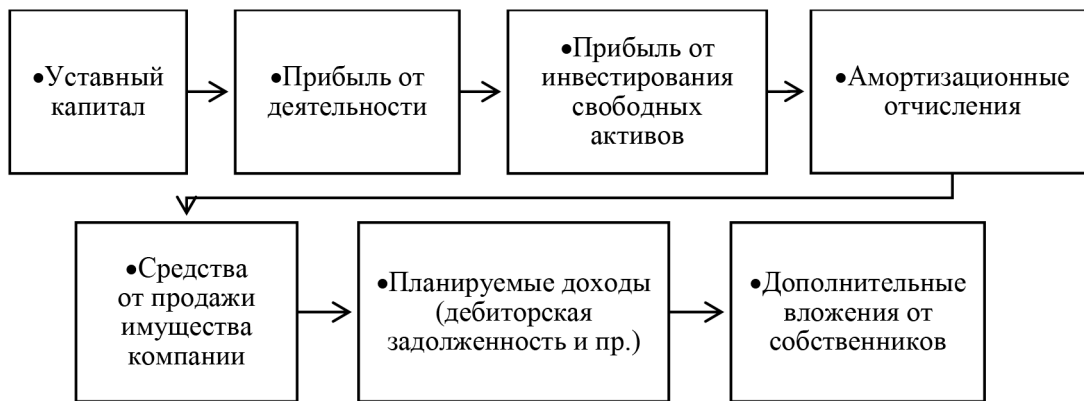 •Уставный
капитал
•Прибыль от
деятельности
•Прибыль от
инвестирования
свободных
активов
•Амортизационные
отчисления
•Средства
от продажи
имущества
компании
•Планируемые доходы
(дебиторская
задолженность и пр.)
•Дополнительные
вложения от
собственников